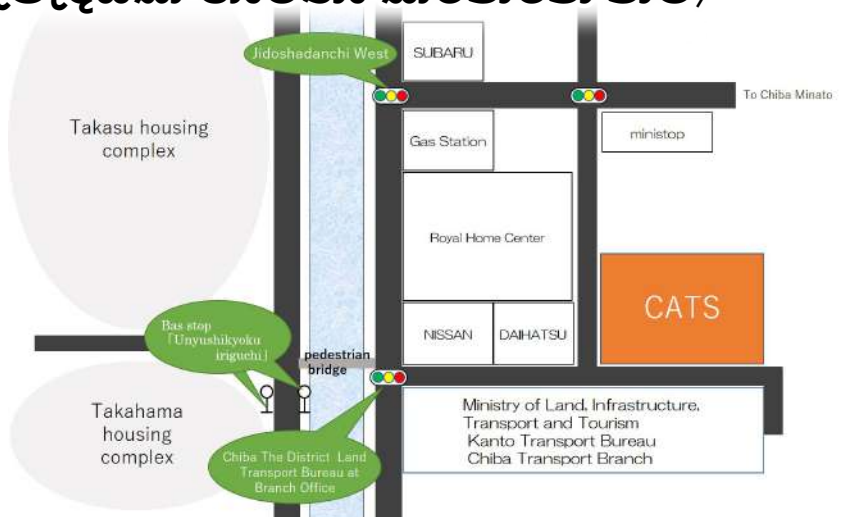 Jidoshadanchi West
SUBARU
To Chiba Minato
Takasu housing
complex
Gas Station
ministop
Royal Home Center
CATS
Bas stop
「Unyushikyoku
iriguchi」
NISSAN
DAIHATSU
pedestrian
bridge
Takahama
housing
complex
Ministry of Land, Infrastructure,
Transport and Tourism
Kanto Transport Bureau
Chiba Transport Branch
Chiba The District Land
Transport Bureau at
Branch Office